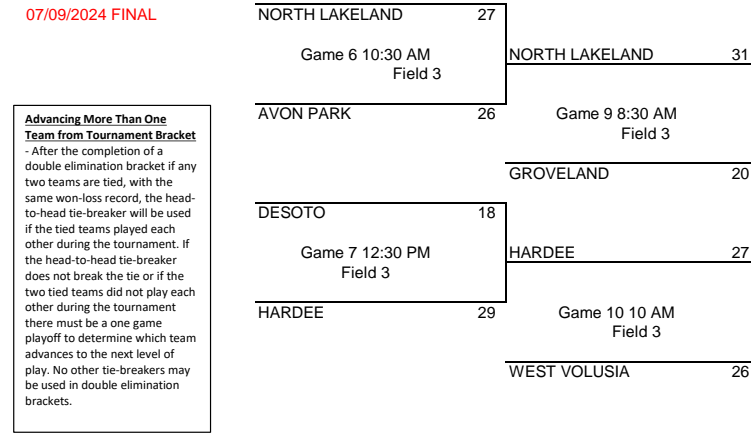 07/09/2024 FINAL
NORTH LAKELAND 27
Game 6 10:30 AM
Field 3
AVON PARK 26
NORTH LAKELAND 31
Game 9 8:30 AM
Field 3
GROVELAND 20
DESOTO 18
Game 7 12:30 PM
Field 3
HARDEE 29
HARDEE 27
Game 10 10 AM
Field 3
WEST VOLUSIA 26
Advancing More Than One
Team from Tournament Bracket
- After the completion of a
double elimination bracket if any
two teams are tied, with the
same won-loss record, the head-
to-head tie-breaker will be used
if the tied teams played each
other during the tournament. If
the head-to-head tie-breaker
does not break the tie or if the
two tied teams did not play each
other during the tournament
there must be a one game
playoff to determine which team
advances to the next level of
play. No other tie-breakers may
be used in double elimination
brackets.